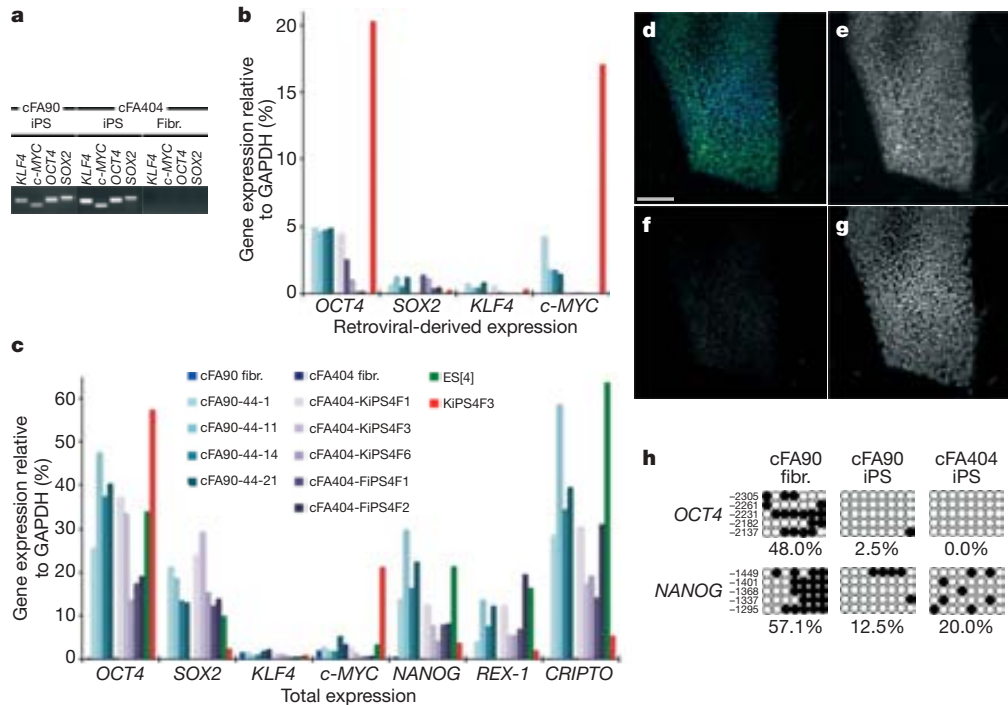 a
cFA90 cFA404
iPS iPS Fibr.
KLF4 c-MYC OCT4 SOX2 KLF4 c-MYC OCT4 SOX2 KLF4 c-MYC OCT4 SOX2
b
Gene expression relative
to GAPDH (%)
20
15
10
5
0
OCT4 SOX2 KLF4 c-MYC
Retroviral-derived expression
c
Gene expression relative
to GAPDH (%)
60
50
40
30
20
10
0
cFA90 fibr. cFA404 fibr. ES[4]
cFA90-44-1 cFA404-KiPS4F1 KiPS4F3
cFA90-44-11 cFA404-KiPS4F3
cFA90-44-14 cFA404-KiPS4F6
cFA90-44-21 cFA404-FiPS4F1
cFA404-FiPS4F2
OCT4 SOX2 KLF4 c-MYC NANOG REX-1 CRIPTO
Total expression
d e
f g
h
cFA90 cFA90 cFA404
fibr. iPS iPS
OCT4
−2305
−2261
−2231
−2182
−2137
48.0% 2.5% 0.0%
NANOG
−1449
−1401
−1368
−1337
−1295
57.1% 12.5% 20.0%